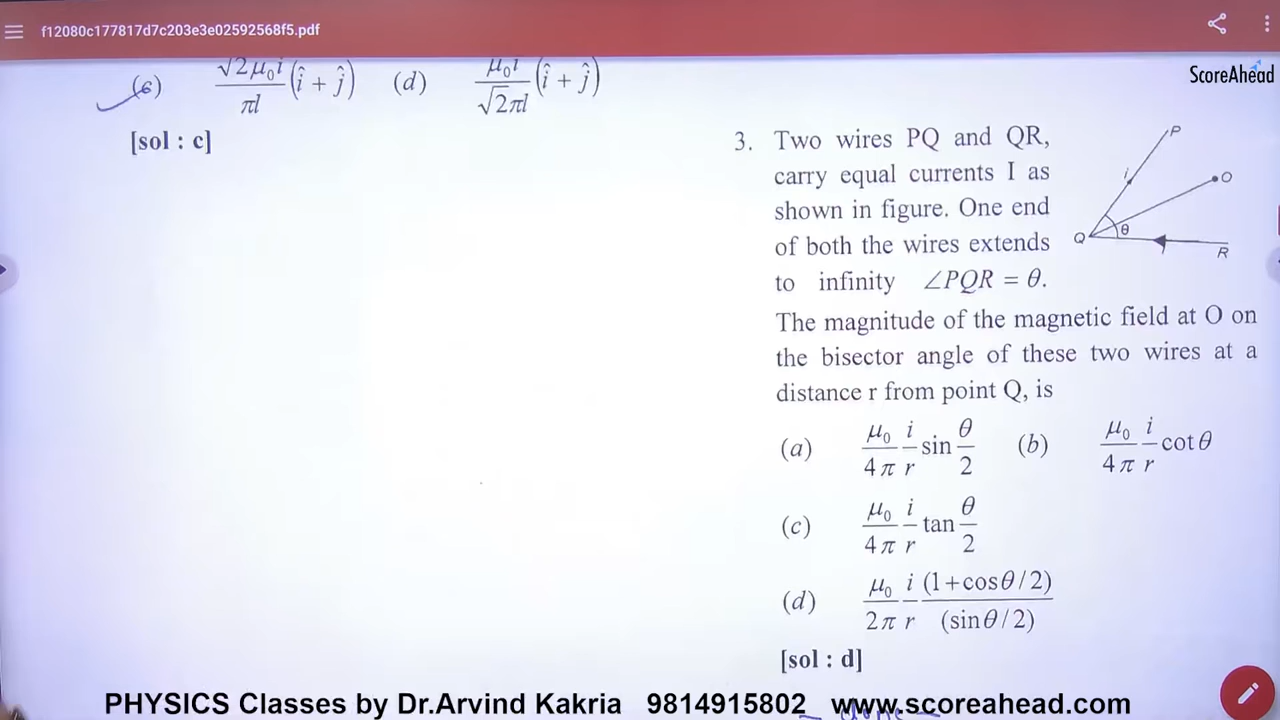 f12080c177817d7c203e3e02592568f5.pdf
ScoreAhead
(c) √2μ₀i/πl (î + ĵ) (d) μ₀i/√2πl (î + ĵ)
[sol : c]
3. Two wires PQ and QR,
carry equal currents I as
shown in figure. One end
of both the wires extends
to infinity ∠PQR = θ.
The magnitude of the magnetic field at O on
the bisector angle of these two wires at a
distance r from point Q, is
P
i
O
Q
θ
R
(a) μ₀/4π i/r sin θ/2 (b) μ₀/4π i/r cot θ
(c) μ₀/4π i/r tan θ/2
(d) μ₀/2π i/r (1+cosθ/2)/(sinθ/2)
[sol : d]
PHYSICS Classes by Dr.Arvind Kakria 9814915802 www.scoreahead.com